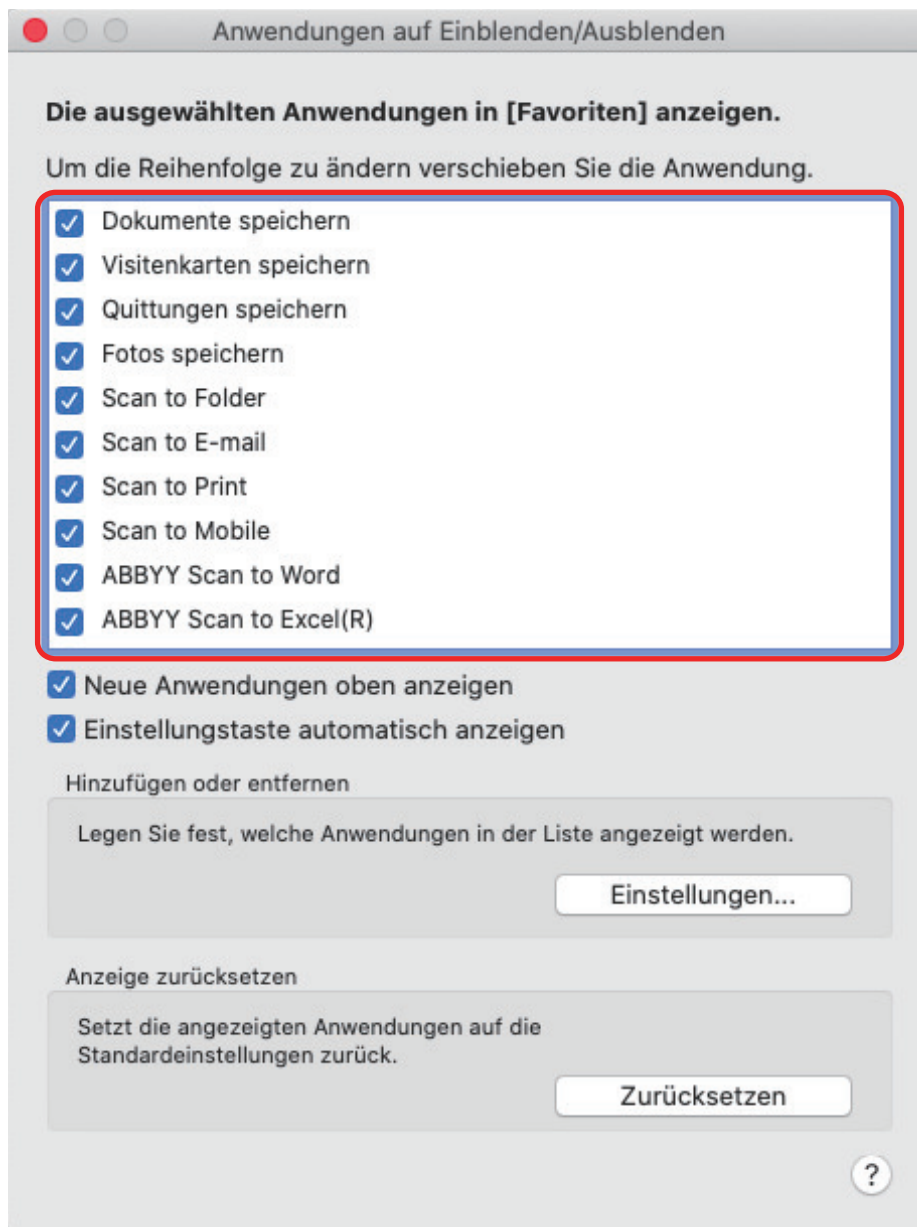 Anwendungen auf Einblenden/Ausblenden
Die ausgewählten Anwendungen in [Favoriten] anzeigen.
Um die Reihenfolge zu ändern verschieben Sie die Anwendung.
Dokumente speichern
Visitenkarten speichern
Quittungen speichern
Fotos speichern
Scan to Folder
Scan to E-mail
Scan to Print
Scan to Mobile
ABBYY Scan to Word
ABBYY Scan to Excel(R)
Neue Anwendungen oben anzeigen
Einstellungstaste automatisch anzeigen
Hinzufügen oder entfernen
Legen Sie fest, welche Anwendungen in der Liste angezeigt werden.
Einstellungen...
Anzeige zurücksetzen
Setzt die angezeigten Anwendungen auf die
Standardeinstellungen zurück.
Zurücksetzen
?